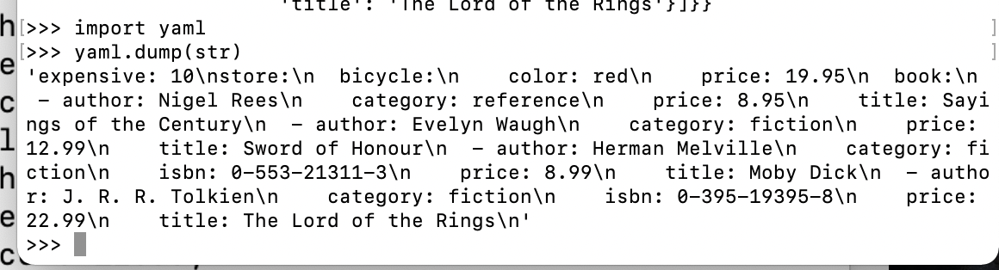 'title': 'The Lord of the Rings'}]}}
[>>> import yaml ]
[>>> yaml.dump(str) ]
'expensive: 10\nstore:\n  bicycle:\n    color: red\n    price: 19.95\n  book:\n
 - author: Nigel Rees\n    category: reference\n    price: 8.95\n    title: Sayi
ngs of the Century\n  - author: Evelyn Waugh\n    category: fiction\n    price:
12.99\n    title: Sword of Honour\n  - author: Herman Melville\n    category: fi
ction\n    isbn: 0-553-21311-3\n    price: 8.99\n    title: Moby Dick\n  - autho
r: J. R. R. Tolkien\n    category: fiction\n    isbn: 0-395-19395-8\n    price:
22.99\n    title: The Lord of the Rings\n'
>>>